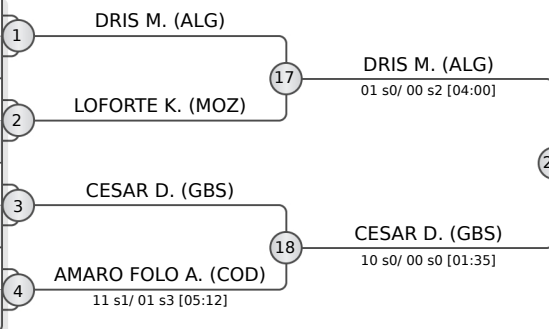 DRIS M. (ALG)
1
17
DRIS M. (ALG)
01 s0/ 00 s2 [04:00]
LOFORTE K. (MOZ)
2
CESAR D. (GBS)
3
18
CESAR D. (GBS)
10 s0/ 00 s0 [01:35]
AMARO FOLO A. (COD)
4
11 s1/ 01 s3 [05:12]